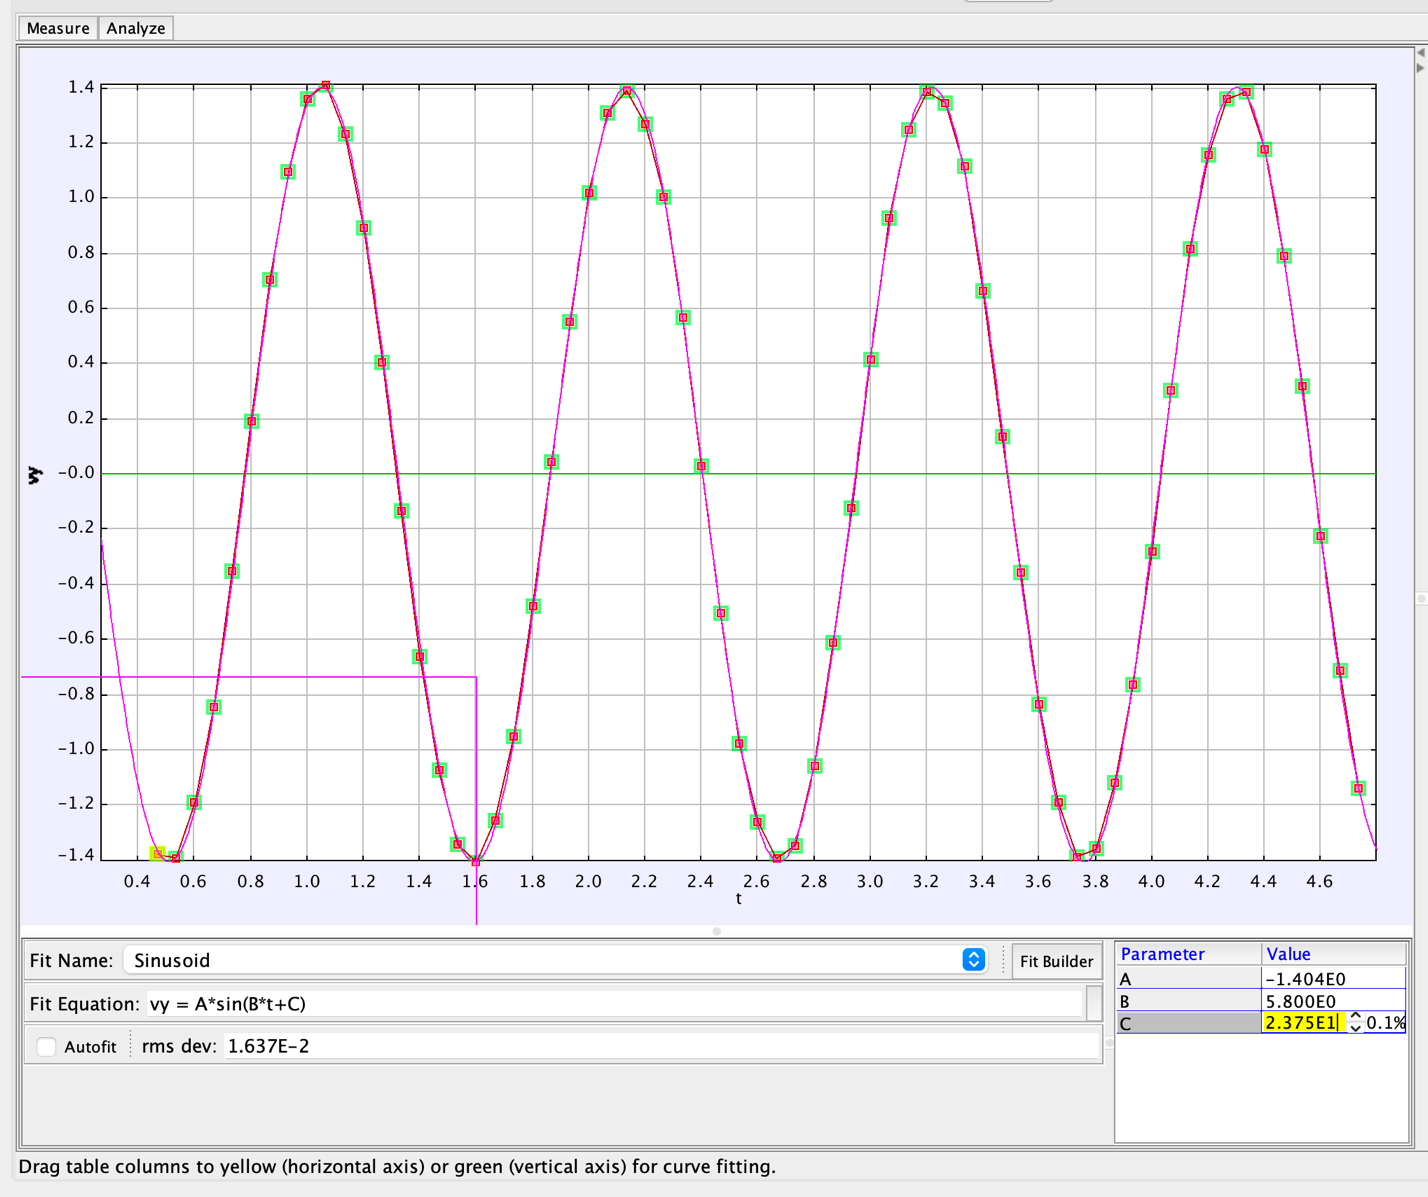 Measure Analyze
1.4
1.2
1.0
0.8
0.6
0.4
0.2
−0.0
vy
−0.2
−0.4
−0.6
−0.8
−1.0
−1.2
−1.4
0.4 0.6 0.8 1.0 1.2 1.4 1.6 1.8 2.0 2.2 2.4 2.6 2.8 3.0 3.2 3.4 3.6 3.8 4.0 4.2 4.4 4.6
t
Fit Name: Sinusoid Fit Builder
Fit Equation: vy = A*sin(B*t+C)
Autofit rms dev: 1.637E−2
Parameter Value
A −1.404E0
B 5.800E0
C 2.375E1 0.1%
Drag table columns to yellow (horizontal axis) or green (vertical axis) for curve fitting.